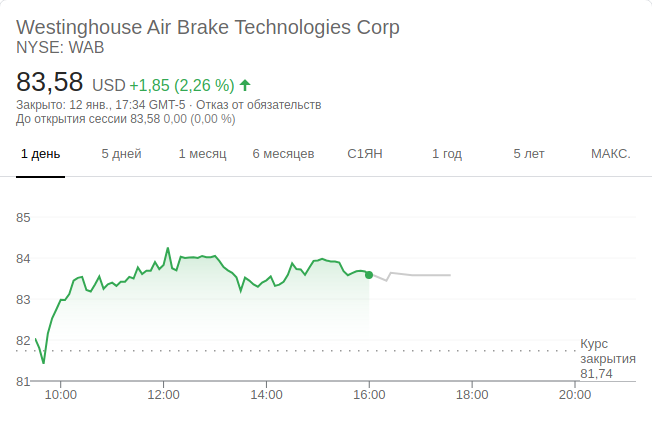 Westinghouse Air Brake Technologies Corp
NYSE: WAB
83,58 USD +1,85 (2,26 %)
Закрыто: 12 янв., 17:34 GMT-5 · Отказ от обязательств
До открытия сессии 83,58 0,00 (0,00 %)
1 день 5 дней 1 месяц 6 месяцев С1ЯН 1 год 5 лет МАКС.
85
84
83
82
81
Курс
закрытия
81,74
10:00 12:00 14:00 16:00 18:00 20:00